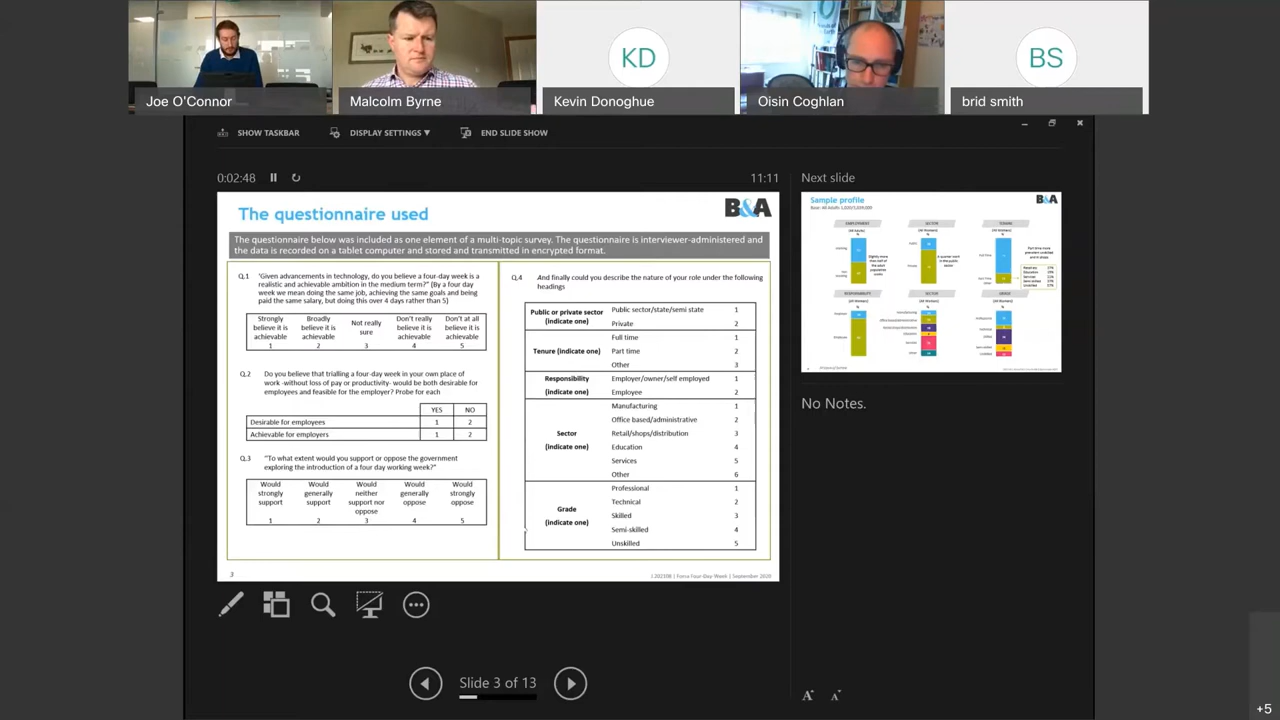 KD
BS
Joe O'Connor
Malcolm Byrne
Kevin Donoghue
Oisin Coghlan
brid smith
SHOW TASKBAR
DISPLAY SETTINGS ▼
END SLIDE SHOW
0:02:48
11:11
Next slide
The questionnaire used
B&A
The questionnaire below was included as one element of a multi-topic survey. The questionnaire is interviewer-administered and
the data is recorded on a tablet computer and stored and transmitted in encrypted format.
Q.1 "Given advancements in technology, do you believe a four-day week is a
realistic and achievable ambition in the medium term?" (By a four day
week we mean doing the same job, achieving the same goals and being
paid the same salary, but doing this over 4 days rather than 5)
Strongly believe it is achievable 1
Broadly believe it is achievable 2
Not really sure 3
Don't really believe it is achievable 4
Don't at all believe it is achievable 5
Q.2 Do you believe that trialling a four-day week in your own place of
work -without loss of pay or productivity- would be both desirable for
employees and feasible for the employer? Probe for each
YES NO
Desirable for employees 1 2
Achievable for employers 1 2
Q.3 "To what extent would you support or oppose the government
exploring the introduction of a four day working week?"
Would strongly support 1
Would generally support 2
Would neither support nor oppose 3
Would generally oppose 4
Would strongly oppose 5
Q.4 And finally could you describe the nature of your role under the following
headings
Public or private sector (indicate one)
Public sector/state/semi state 1
Private 2
Tenure (indicate one)
Full time 1
Part time 2
Other 3
Responsibility (indicate one)
Employer/owner/self employed 1
Employee 2
Sector (indicate one)
Manufacturing 1
Office based/administrative 2
Retail/shops/distribution 3
Education 4
Services 5
Other 6
Grade (indicate one)
Professional 1
Technical 2
Skilled 3
Semi-skilled 4
Unskilled 5
3
J.202108 | Forsa Four-Day-Week | September 2020
Sample profile
B&A
EMPLOYMENT
SECTOR
TENURE
RESPONSIBILITY
SECTOR
GRADE
No Notes.
Slide 3 of 13
+5